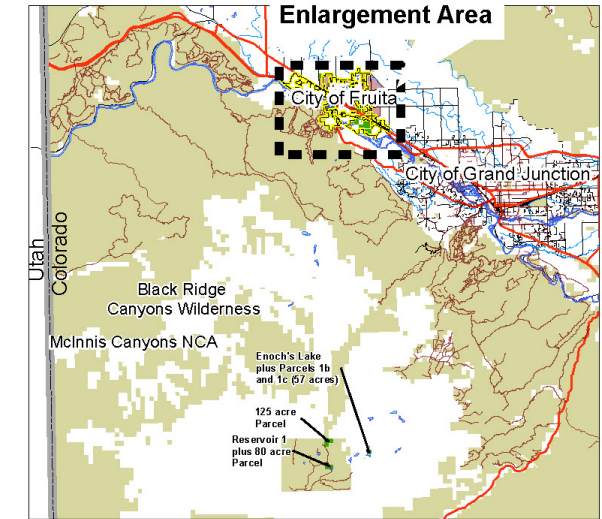 Enlargement Area
City of Fruita
City of Grand Junction
Utah
Colorado
Black Ridge
Canyons Wilderness
McInnis Canyons NCA
Enoch's Lake
plus Parcels 1b
and 1c (57 acres)
125 acre
Parcel
Reservoir 1
plus 80 acre
Parcel